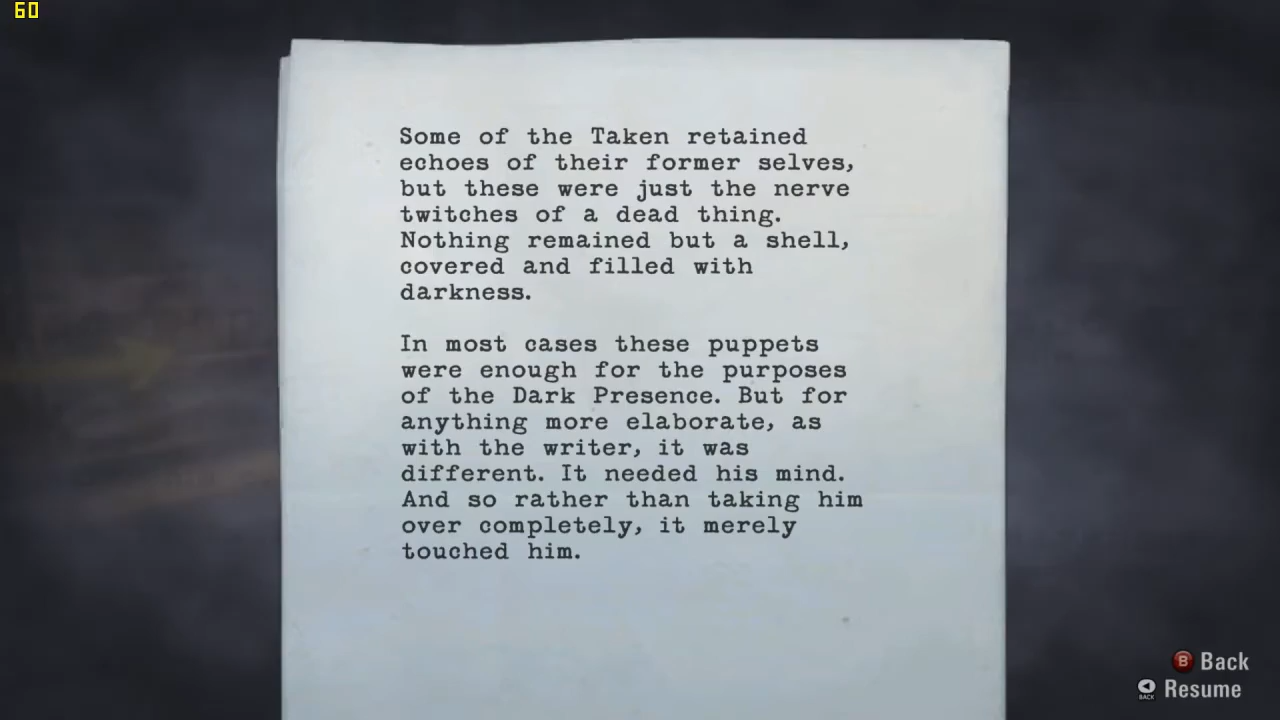 60
Some of the Taken retained
echoes of their former selves,
but these were just the nerve
twitches of a dead thing.
Nothing remained but a shell,
covered and filled with
darkness.
In most cases these puppets
were enough for the purposes
of the Dark Presence. But for
anything more elaborate, as
with the writer, it was
different. It needed his mind.
And so rather than taking him
over completely, it merely
touched him.
B Back
BACK Resume